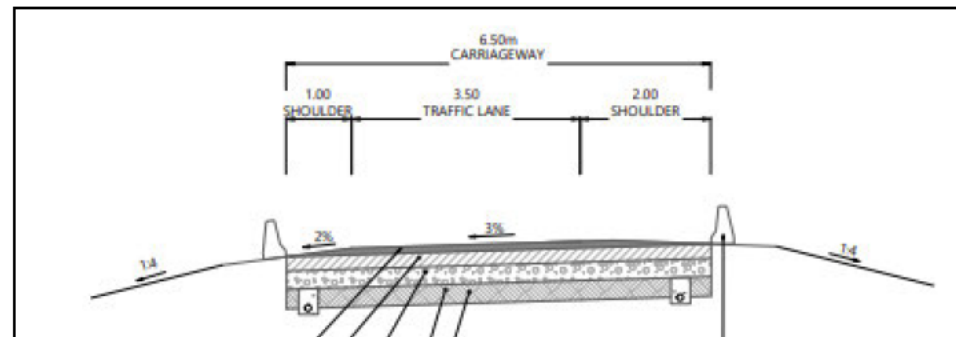 6.50m
CARRIAGEWAY
1.00
SHOULDER
3.50
TRAFFIC LANE
2.00
SHOULDER
2%
3%
1:4
1:4